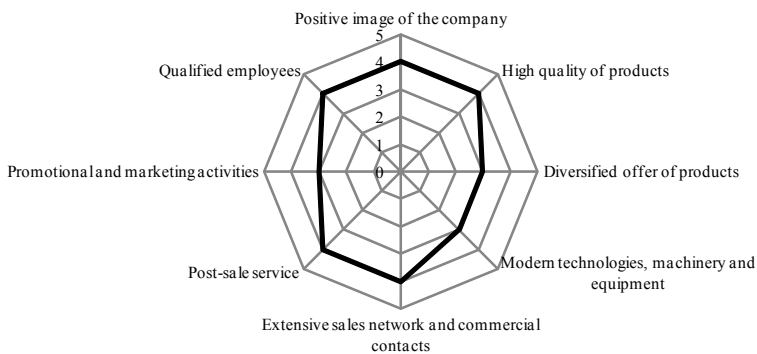 Positive image of the company
5
Qualified employees
4
High quality of products
3
2
1
Promotional and marketing activities
0
Diversified offer of products
Post-sale service
Modern technologies, machinery and
equipment
Extensive sales network and commercial
contacts